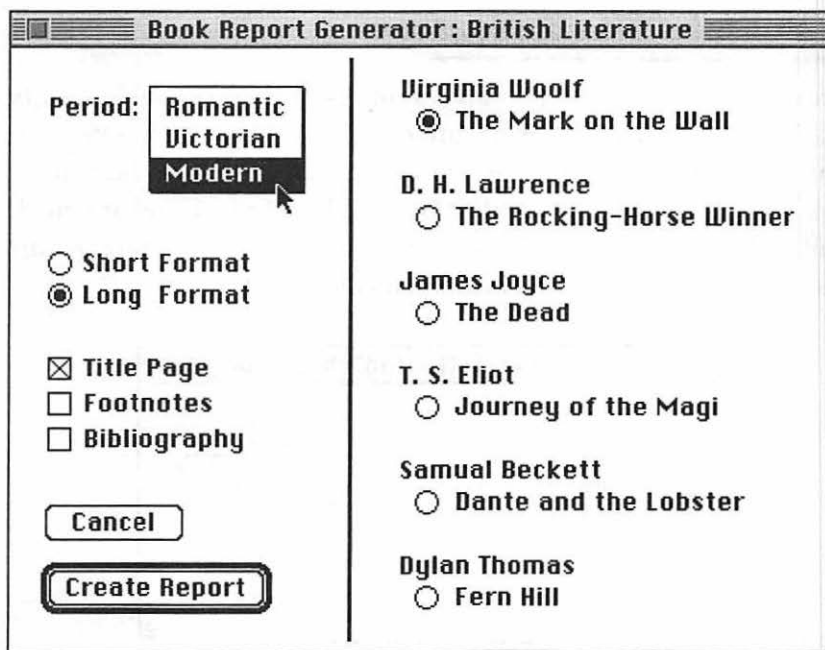 Book Report Generator: British Literature
Period:
Romantic
Victorian
Modern
Short Format
Long Format
Title Page
Footnotes
Bibliography
Cancel
Create Report
Virginia Woolf
The Mark on the Wall
D. H. Lawrence
The Rocking-Horse Winner
James Joyce
The Dead
T. S. Eliot
Journey of the Magi
Samual Beckett
Dante and the Lobster
Dylan Thomas
Fern Hill